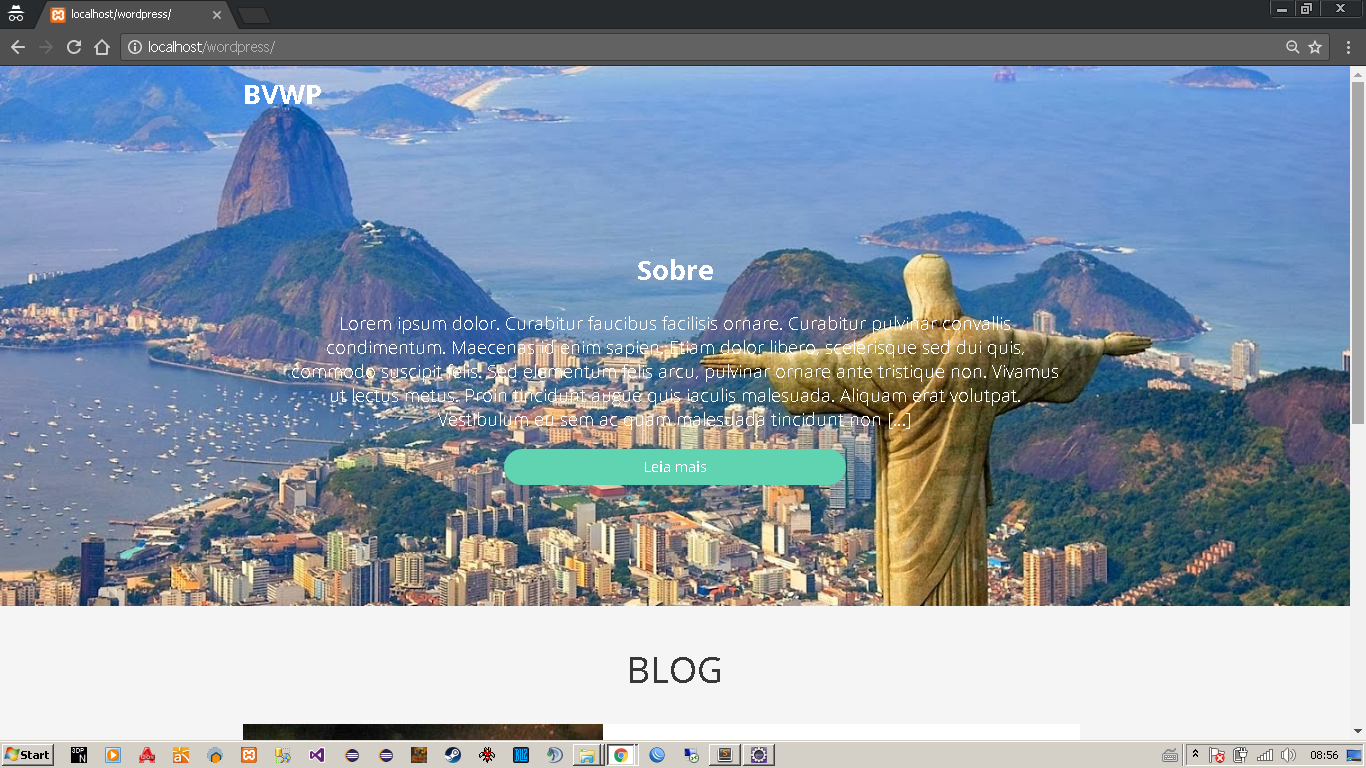 localhost/wordpress/
localhost/wordpress/
BVWP
Sobre
Lorem ipsum dolor. Curabitur faucibus facilisis ornare. Curabitur pulvinar convallis
condimentum. Maecenas id enim sapien. Etiam dolor libero, scelerisque sed dui quis,
commodo suscipit felis. Sed elementum felis arcu, pulvinar ornare ante tristique non. Vivamus
ut lectus metus. Proin tincidunt augue quis iaculis malesuada. Aliquam erat volutpat.
Vestibulum eu sem ac quam malesuada tincidunt non [...]
Leia mais
BLOG
Start
08:56